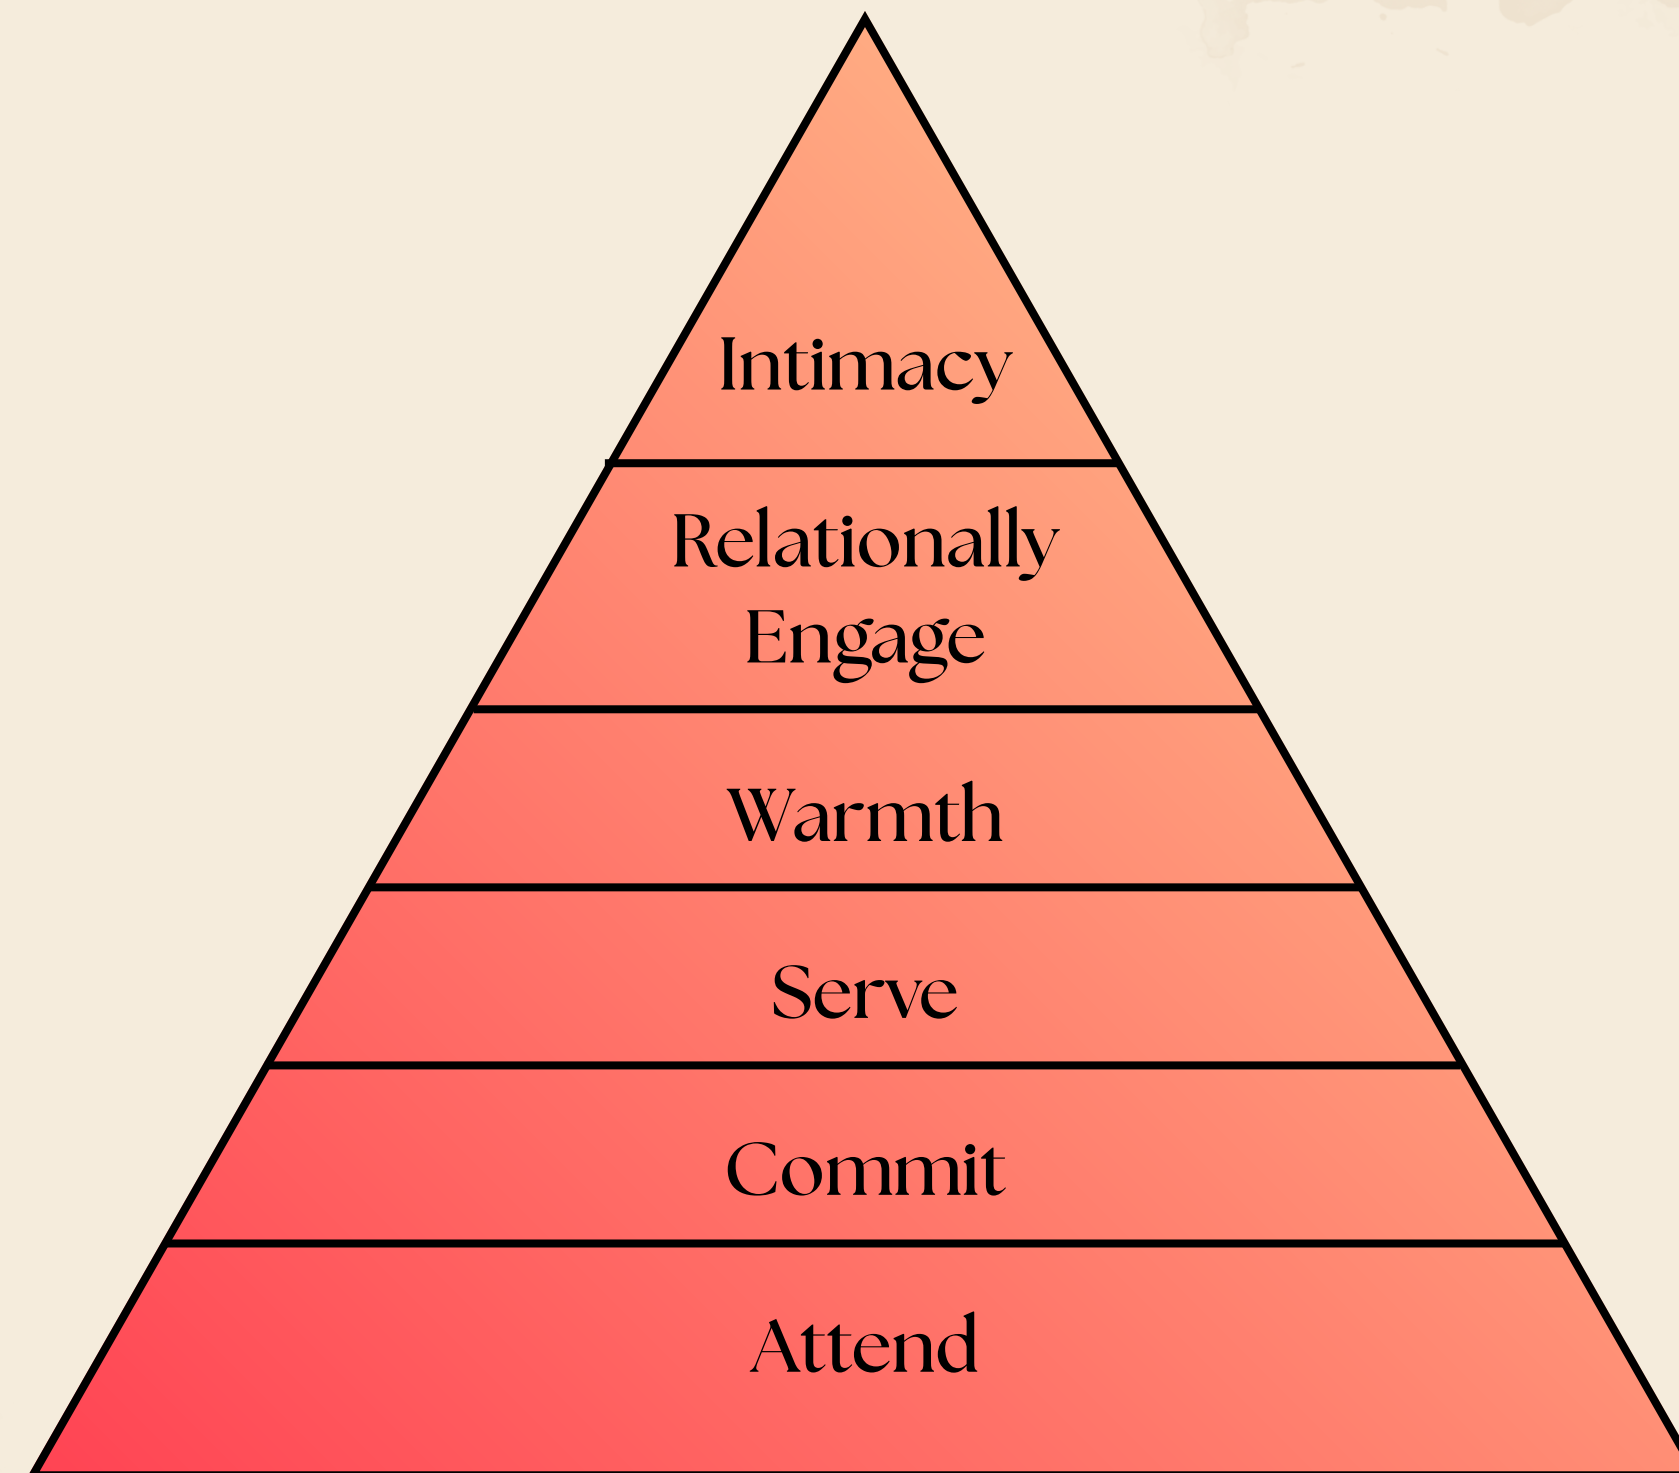 Intimacy
Relationally
Engage
Warmth
Serve
Commit
Attend